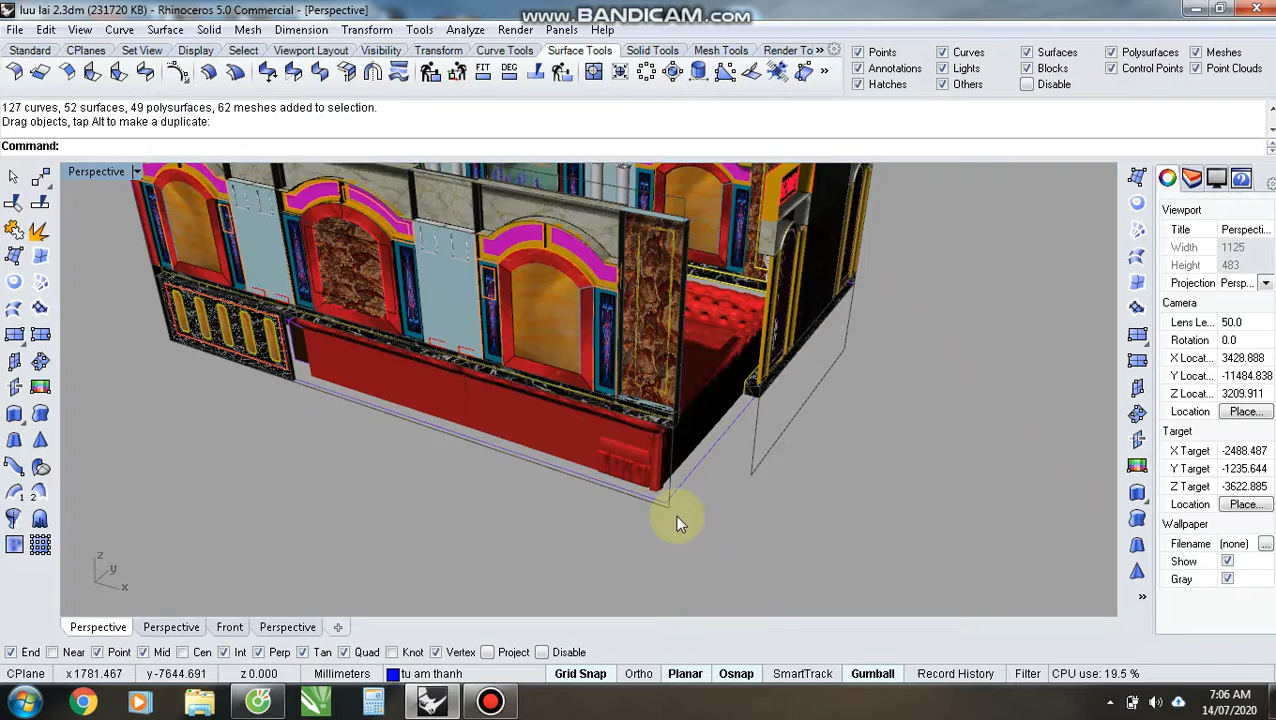 luu lai 2.3dm (231720 KB) - Rhinoceros 5.0 Commercial - [Perspective]
www.BANDICAM.com
File Edit View Curve Surface Solid Mesh Dimension Transform Tools Analyze Render Panels Help
Standard CPlanes Set View Display Select Viewport Layout Visibility Transform Curve Tools Surface Tools Solid Tools Mesh Tools Render To »
Points Curves Surfaces Polysurfaces Meshes
Annotations Lights Blocks Control Points Point Clouds
Hatches Others Disable
FIT DEG
127 curves, 52 surfaces, 49 polysurfaces, 62 meshes added to selection.
Drag objects, tap Alt to make a duplicate:
Command:
Perspective
Viewport
Title Perspecti...
Width 1125
Height 483
Projection Persp...
Camera
Lens Le... 50.0
Rotation 0.0
X Locat... 3428.888
Y Locat... -11484.838
Z Locat... 3209.911
Location Place...
Target
X Target -2488.487
Y Target -1235.644
Z Target -3622.885
Location Place...
Wallpaper
Filename (none) ...
Show
Gray
z
y
x
Perspective Perspective Front Perspective
End Near Point Mid Cen Int Perp Tan Quad Knot Vertex Project Disable
CPlane x 1781.467 y -7644.691 z 0.000 Millimeters tu am thanh Grid Snap Ortho Planar Osnap SmartTrack Gumball Record History Filter CPU use: 19.5 %
7:06 AM
14/07/2020